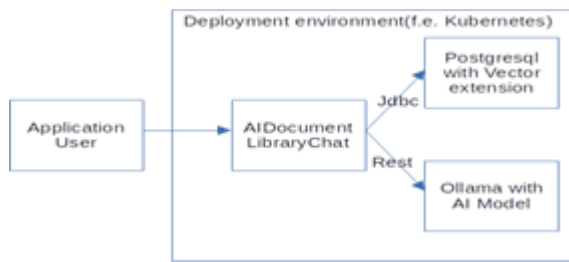 Deployment environment(f.e. Kubernetes)
Postgresql
with Vector
extension
Jdbc
Application
User
AIDocument
LibraryChat
Rest
Ollama with
AI Model